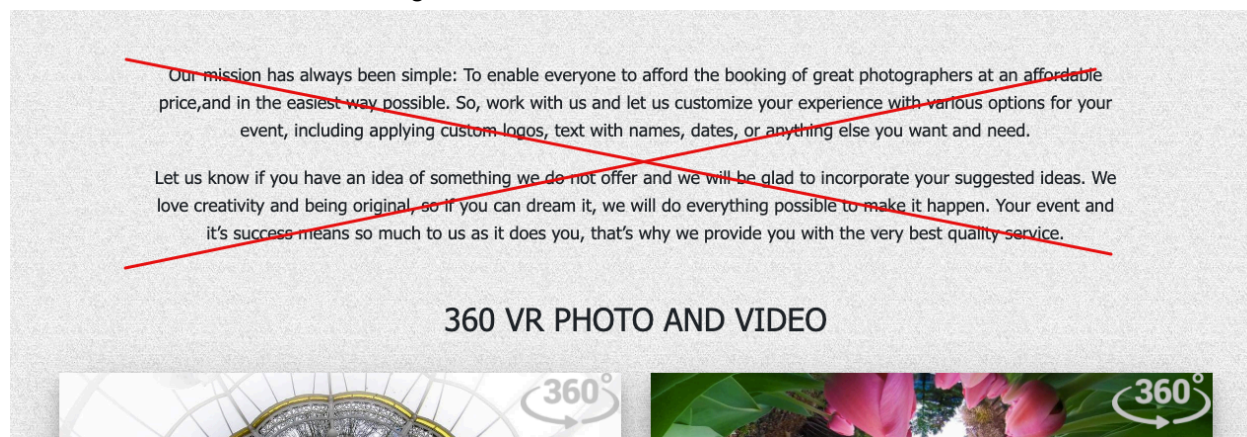 Our mission has always been simple: To enable everyone to afford the booking of great photographers at an affordable
price,and in the easiest way possible. So, work with us and let us customize your experience with various options for your
event, including applying custom logos, text with names, dates, or anything else you want and need.
Let us know if you have an idea of something we do not offer and we will be glad to incorporate your suggested ideas. We
love creativity and being original, so if you can dream it, we will do everything possible to make it happen. Your event and
it’s success means so much to us as it does you, that’s why we provide you with the very best quality service.
360 VR PHOTO AND VIDEO
360°
360°